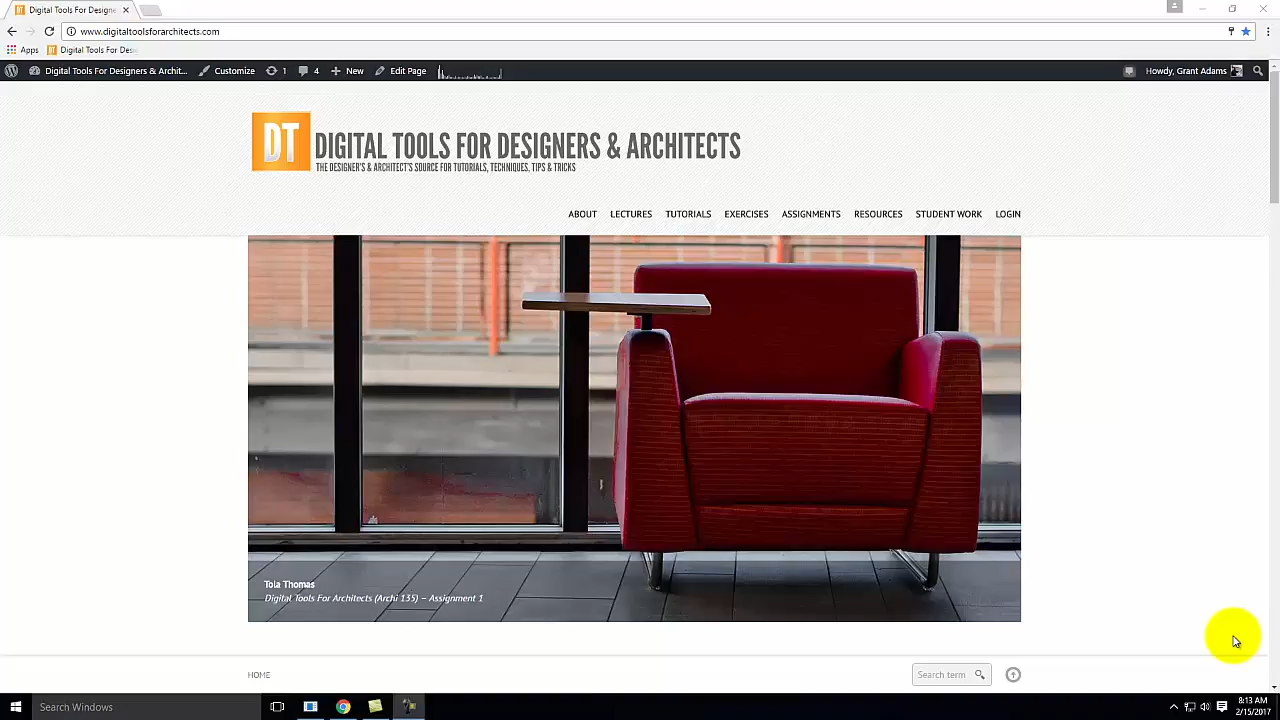 Digital Tools For Designe
www.digitaltoolsforarchitects.com
Apps Digital Tools For Des
Digital Tools For Designers & Archit... Customize 1 4 New Edit Page Howdy, Grant Adams
DT DIGITAL TOOLS FOR DESIGNERS & ARCHITECTS
THE DESIGNER'S & ARCHITECT'S SOURCE FOR TUTORIALS, TECHNIQUES, TIPS & TRICKS
ABOUT LECTURES TUTORIALS EXERCISES ASSIGNMENTS RESOURCES STUDENT WORK LOGIN
Tola Thomas
Digital Tools For Architects (Archi 135) – Assignment 1
HOME Search term
Search Windows
8:13 AM
2/15/2017